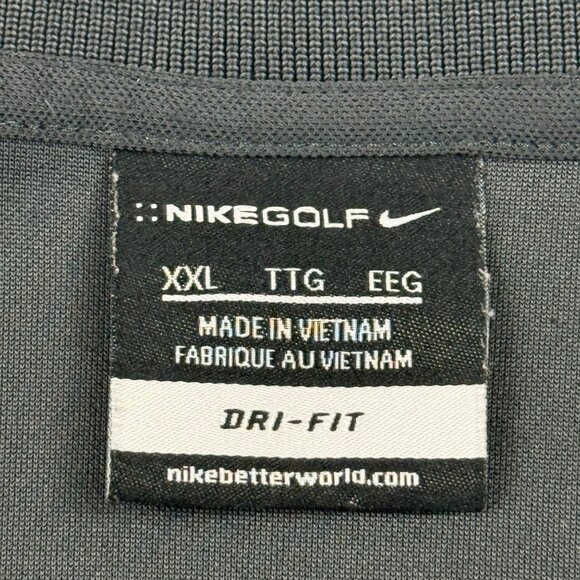 ::NIKEGOLF
XXL TTG EEG
MADE IN VIETNAM
FABRIQUE AU VIETNAM
DRI-FIT
nikebetterworld.com